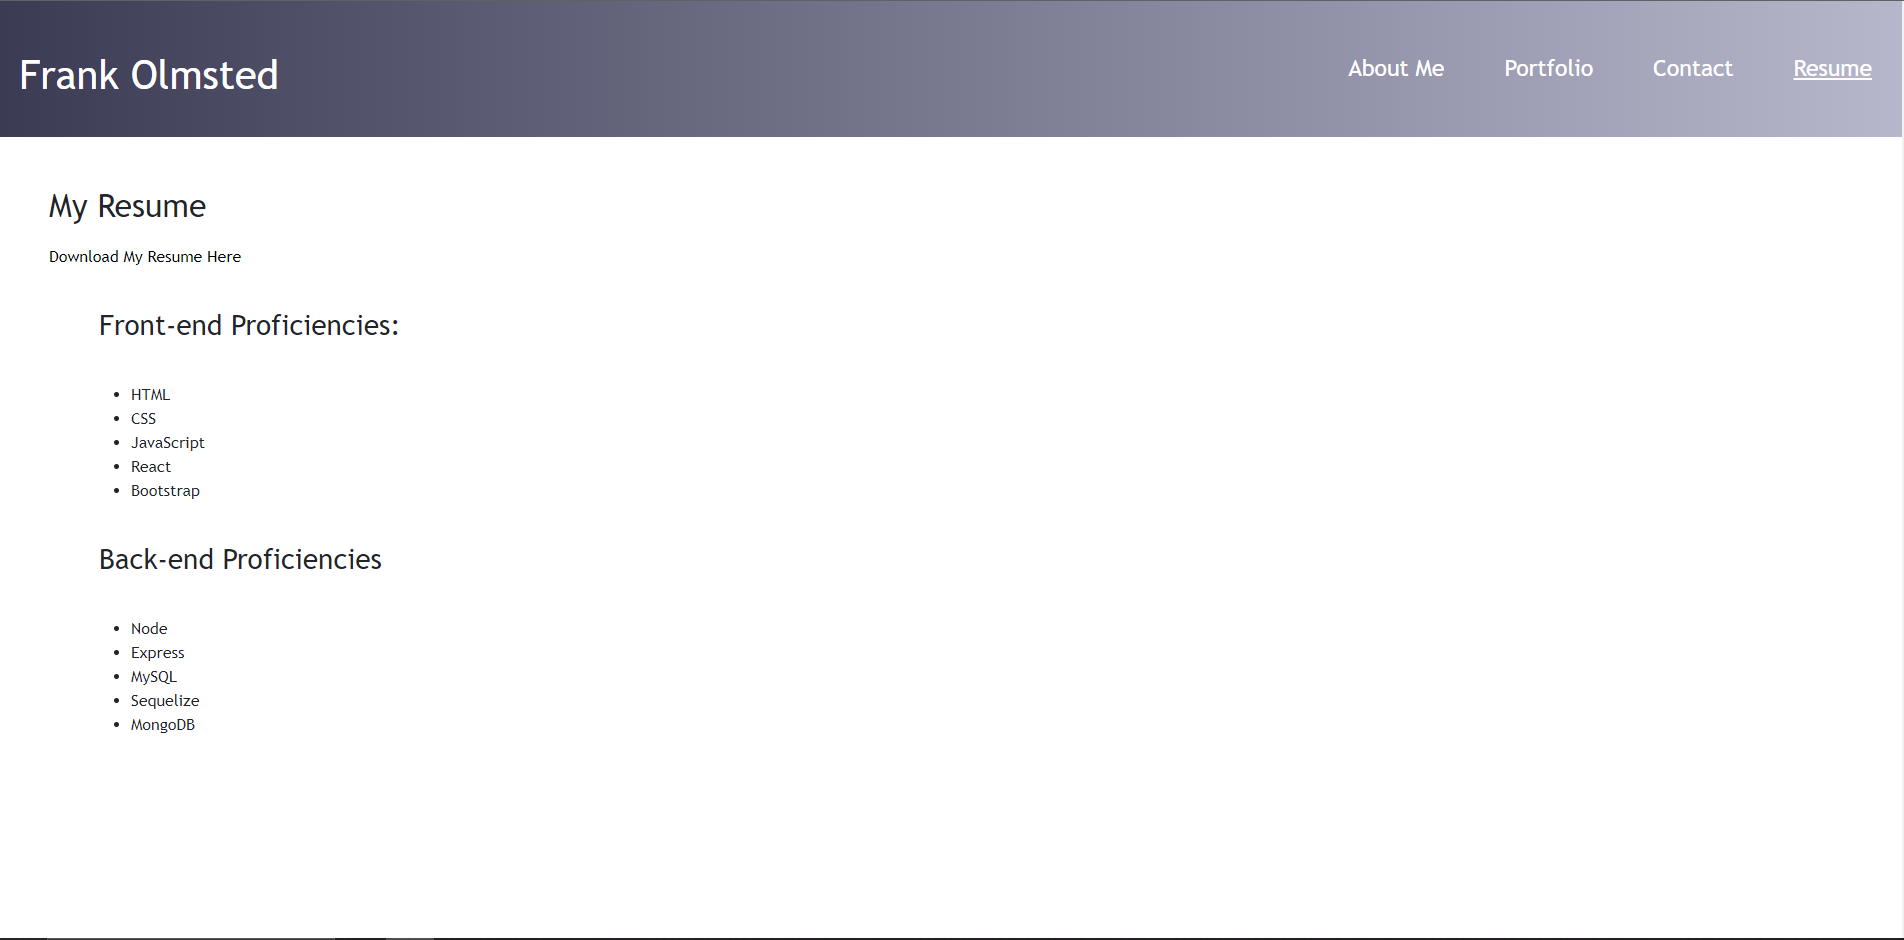 Frank Olmsted
About Me Portfolio Contact Resume
My Resume
Download My Resume Here
Front-end Proficiencies:
• HTML
• CSS
• JavaScript
• React
• Bootstrap
Back-end Proficiencies
• Node
• Express
• MySQL
• Sequelize
• MongoDB